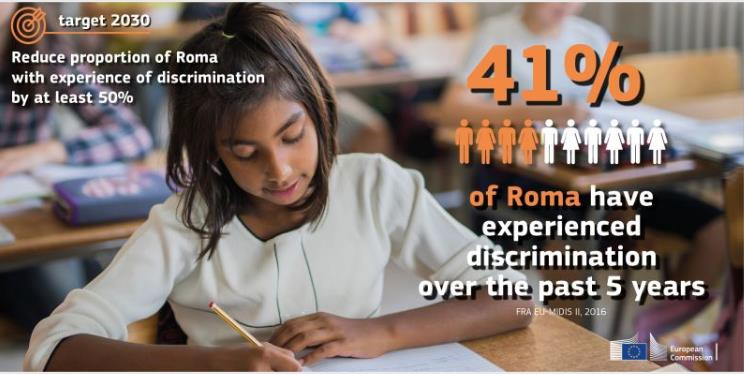 target 2030
Reduce proportion of Roma
with experience of discrimination
by at least 50%
41%
of Roma have
experienced
discrimination
over the past 5 years
FRA EU-MIDIS II, 2016
European
Commission